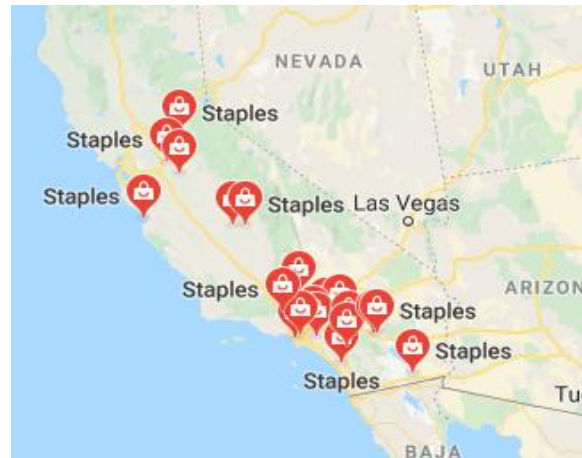 NEVADA
UTAH
Staples
Staples
Staples
Staples
Las Vegas
ARIZON
Staples
Staples
Staples
Staples
Tu
BAJA